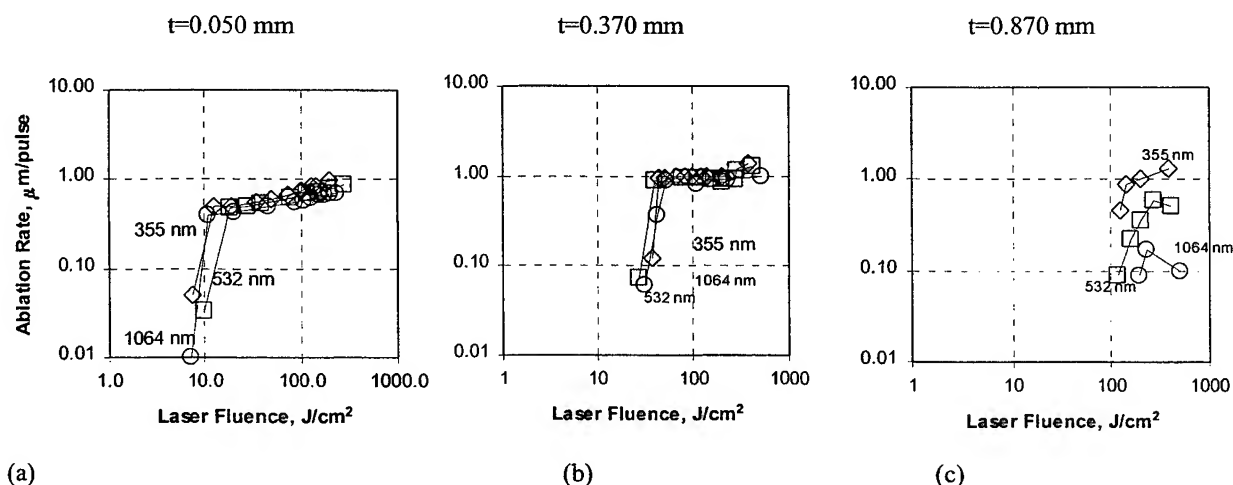 t=0.050 mm
t=0.370 mm
t=0.870 mm
Ablation Rate, μm/pulse
10.00
1.00
0.10
0.01
1.0
10.0
100.0
1000.0
355 nm
532 nm
1064 nm
Laser Fluence, J/cm²
(a)
10.00
1.00
0.10
0.01
1
10
100
1000
355 nm
1064 nm
532 nm
Laser Fluence, J/cm²
(b)
10.00
1.00
0.10
0.01
1
10
100
1000
355 nm
1064 nm
532 nm
Laser Fluence, J/cm²
(c)